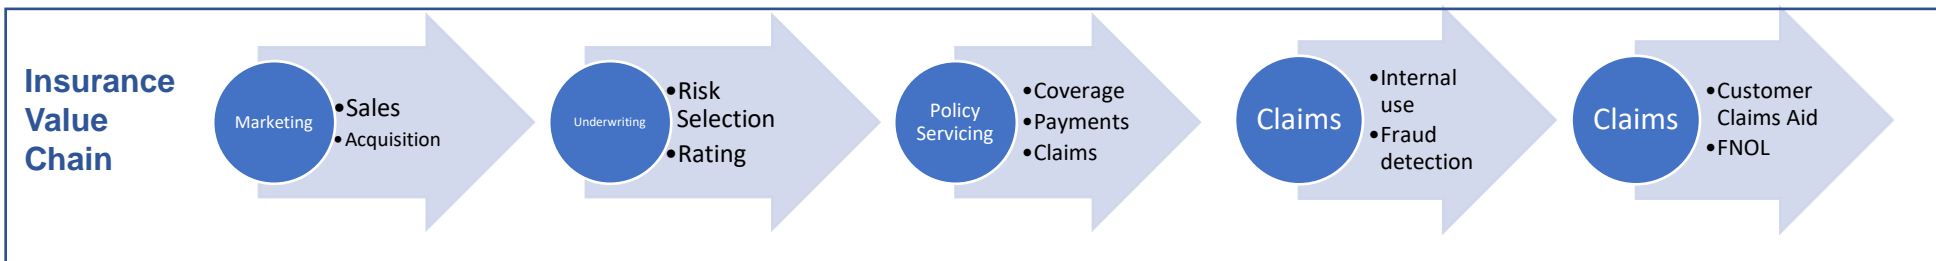 Insurance
Value
Chain
Marketing
•Sales
•Acquisition
Underwriting
•Risk
Selection
•Rating
Policy
Servicing
•Coverage
•Payments
•Claims
Claims
•Internal
use
•Fraud
detection
Claims
•Customer
Claims Aid
•FNOL